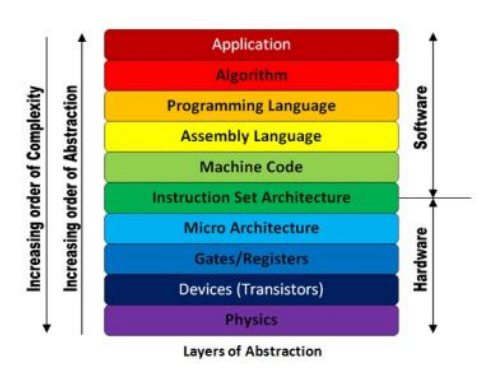 Increasing order of Complexity
Increasing order of Abstraction
Application
Algorithm
Programming Language
Assembly Language
Machine Code
Instruction Set Architecture
Micro Architecture
Gates/Registers
Devices (Transistors)
Physics
Software
Hardware
Layers of Abstraction